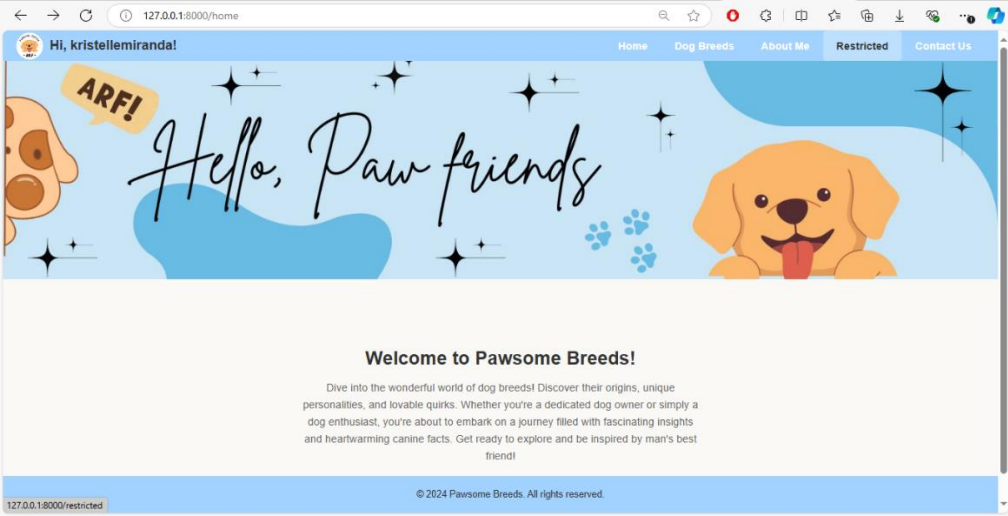 127.0.0.1:8000/home
Hi, kristellemiranda!
Home Dog Breeds About Me Restricted Contact Us
ARF!
Hello, Paw friends
Welcome to Pawsome Breeds!
Dive into the wonderful world of dog breeds! Discover their origins, unique
personalities, and lovable quirks. Whether you're a dedicated dog owner or simply a
dog enthusiast, you're about to embark on a journey filled with fascinating insights
and heartwarming canine facts. Get ready to explore and be inspired by man's best
friend!
© 2024 Pawsome Breeds. All rights reserved.
127.0.0.1:8000/restricted